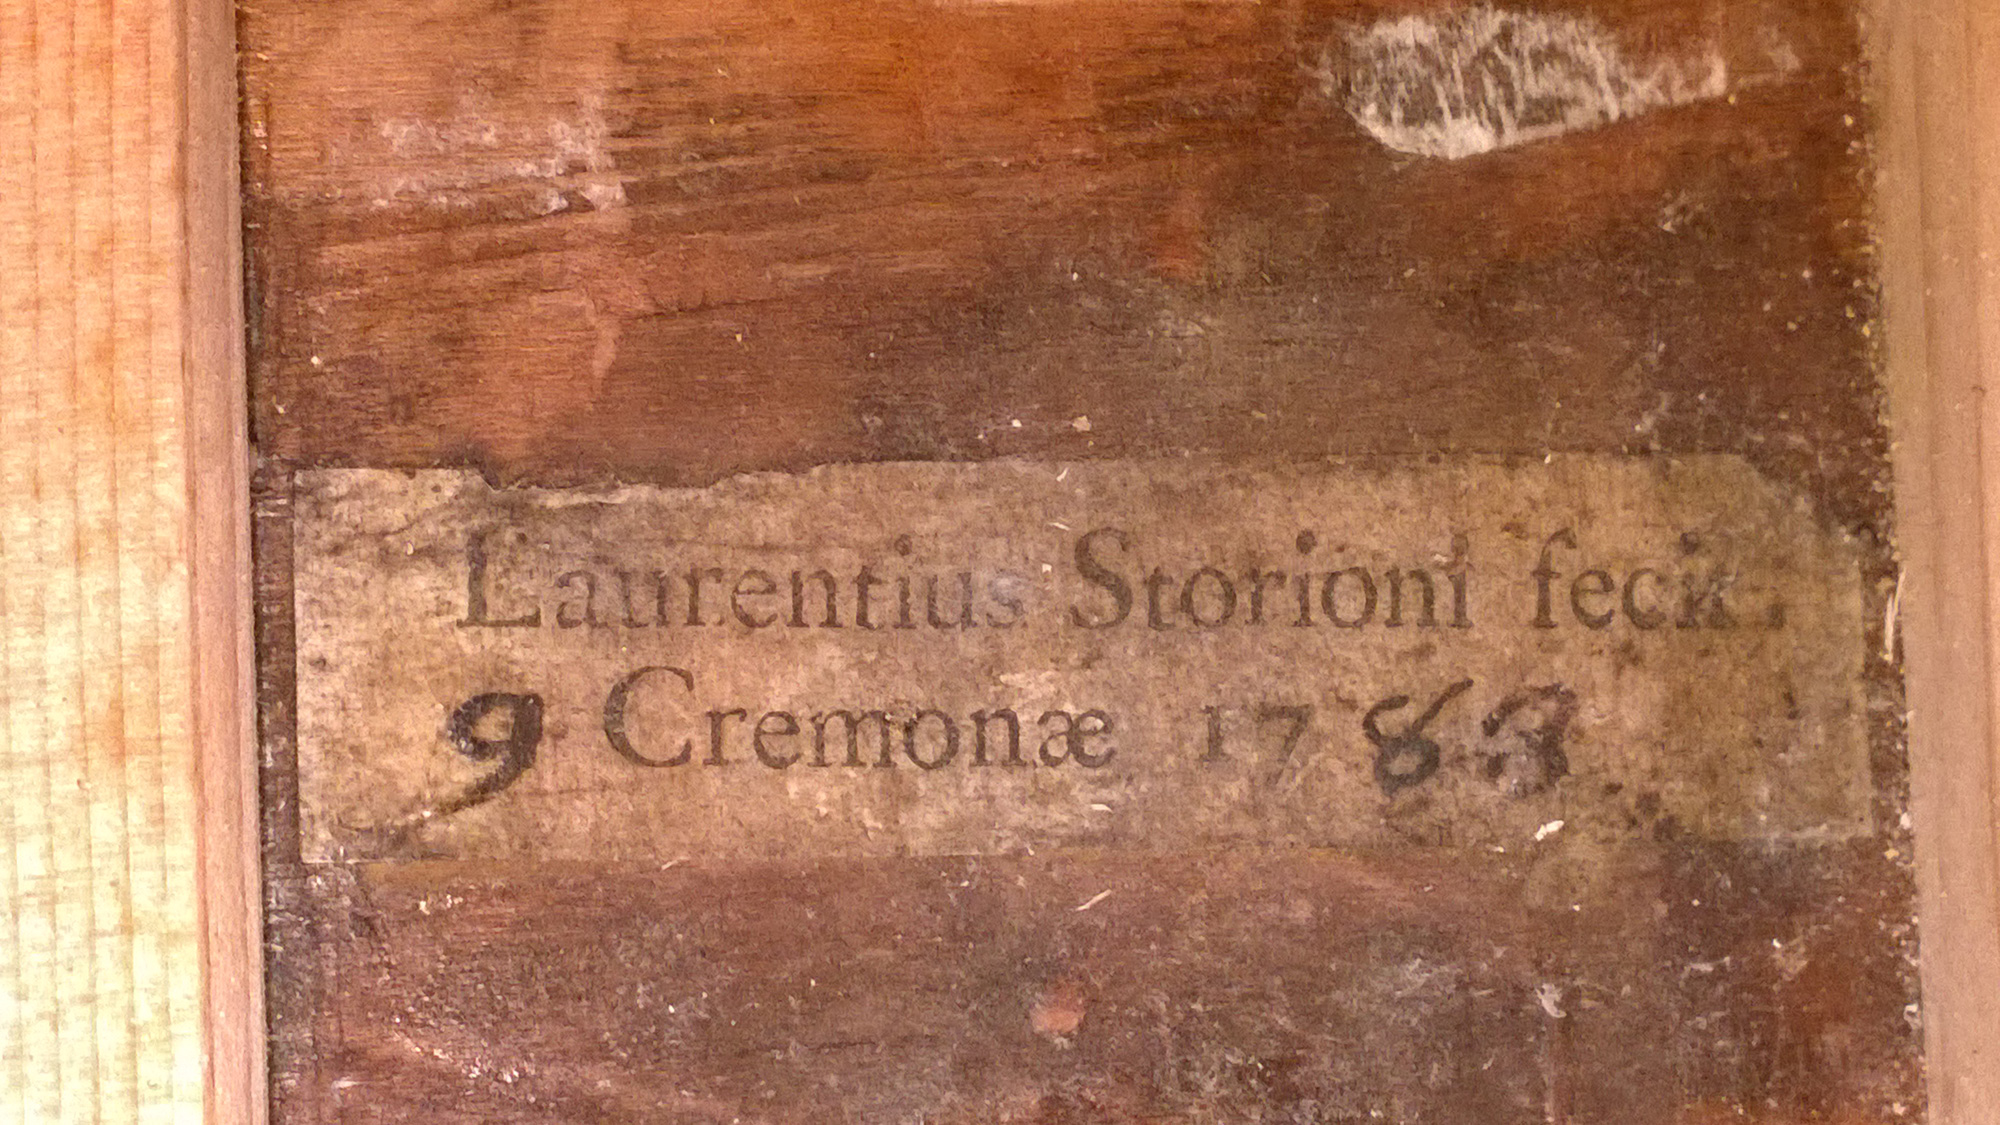 Laurentius Storioni fecit.
9 Cremonæ 1783